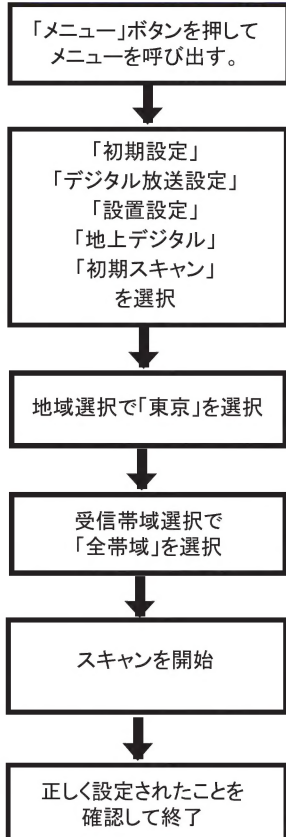 「メニュー」ボタンを押して
メニューを呼び出す。
「初期設定」
「デジタル放送設定」
「設置設定」
「地上デジタル」
「初期スキャン」
を選択
地域選択で「東京」を選択
受信帯域選択で
「全帯域」を選択
スキャンを開始
正しく設定されたことを
確認して終了